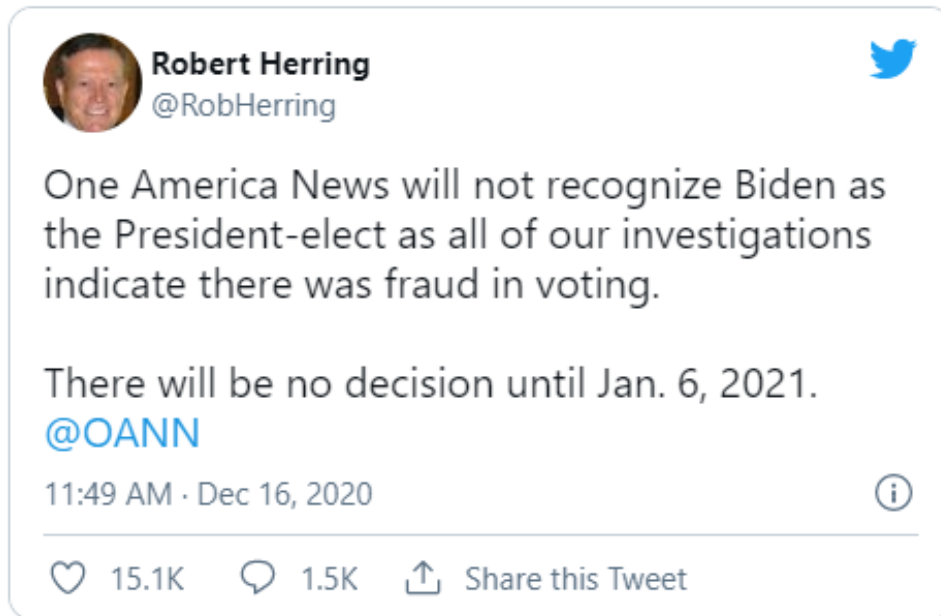 Robert Herring
@RobHerring
One America News will not recognize Biden as
the President-elect as all of our investigations
indicate there was fraud in voting.
There will be no decision until Jan. 6, 2021.
@OANN
11:49 AM · Dec 16, 2020
15.1K 1.5K Share this Tweet